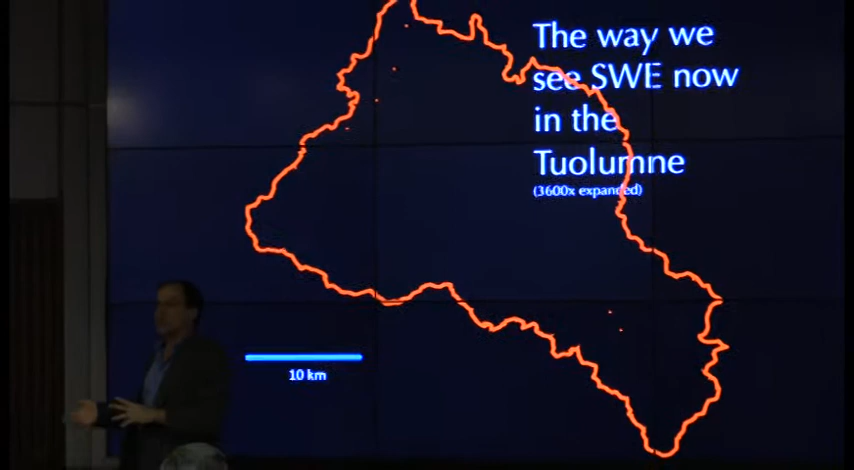 The way we
see SWE now
in the
Tuolumne
(3600x expanded)
10 km